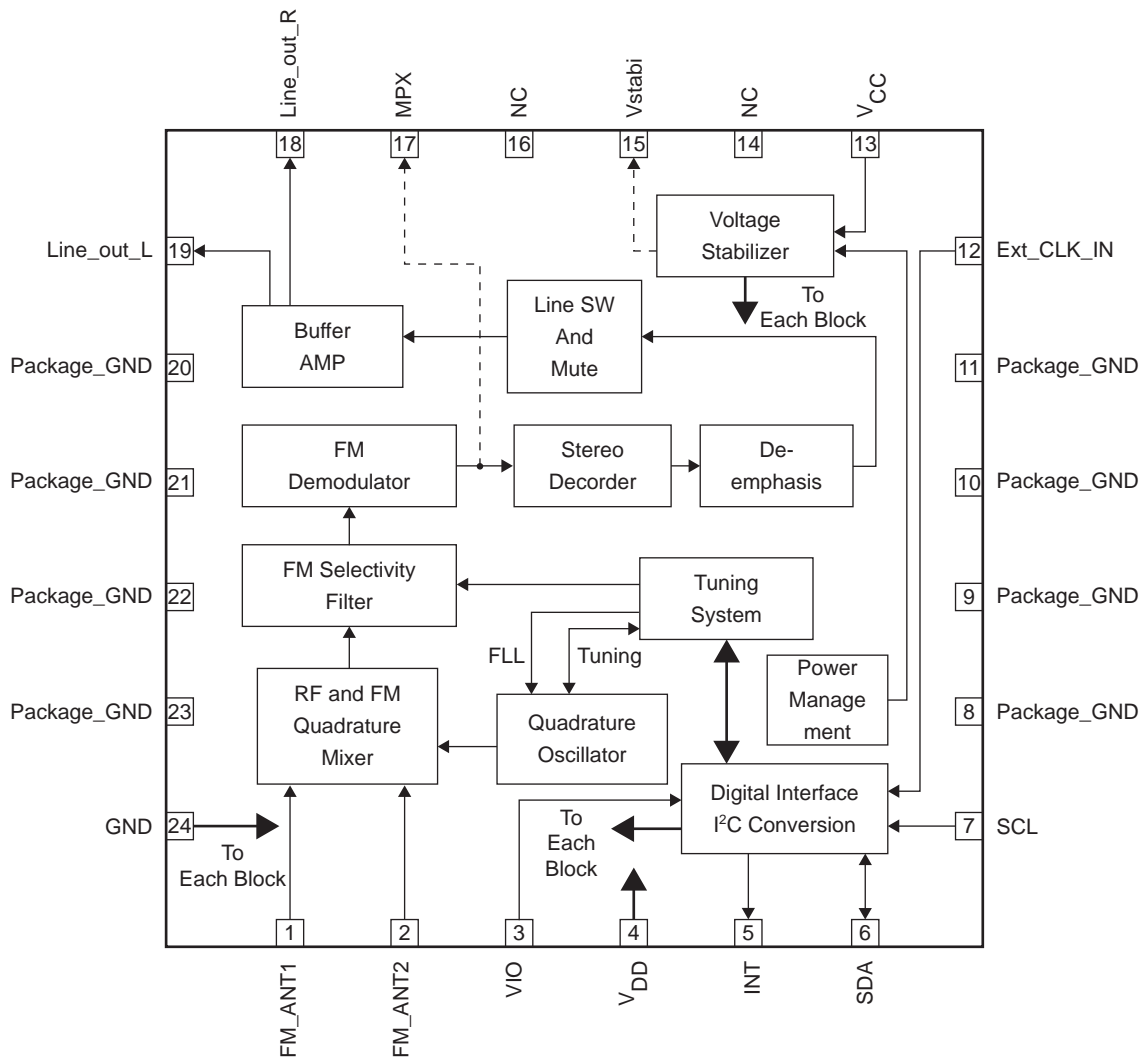 Line_out_R
MPX
NC
Vstabi
NC
VCC
18
17
16
15
14
13
Voltage
Stabilizer
Line_out_L
19
12
Ext_CLK_IN
To
Each Block
Line SW
And
Mute
Buffer
AMP
Package_GND
20
11
Package_GND
FM
Demodulator
Stereo
Decorder
De-
emphasis
Package_GND
21
10
Package_GND
FM Selectivity
Filter
Tuning
System
Package_GND
22
9
Package_GND
FLL
Tuning
RF and FM
Quadrature
Mixer
Quadrature
Oscillator
Power
Manage
ment
Package_GND
23
8
Package_GND
Digital Interface
I²C Conversion
GND
24
To
Each Block
To
Each
Block
7
SCL
1
2
3
4
5
6
FM_ANT1
FM_ANT2
VIO
VDD
INT
SDA